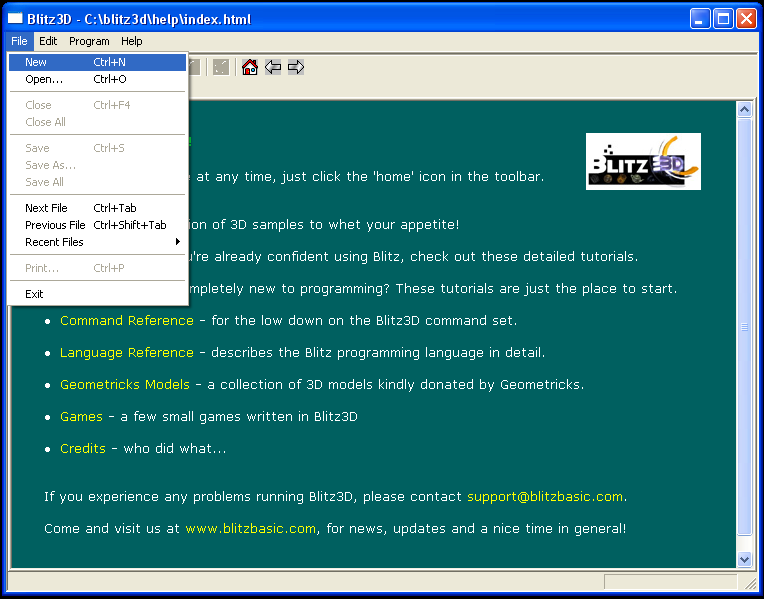 Blitz3D - C:\blitz3d\help\index.html
File Edit Program Help
New Ctrl+N
Open... Ctrl+O
Close Ctrl+F4
Close All
Save Ctrl+S
Save As...
Save All
Next File Ctrl+Tab
Previous File Ctrl+Shift+Tab
Recent Files
Print... Ctrl+P
Exit
BLITZ3D
at any time, just click the 'home' icon in the toolbar.
of 3D samples to whet your appetite!
already confident using Blitz, check out these detailed tutorials.
new to programming? These tutorials are just the place to start.
• Command Reference - for the low down on the Blitz3D command set.
• Language Reference - describes the Blitz programming language in detail.
• Geometricks Models - a collection of 3D models kindly donated by Geometricks.
• Games - a few small games written in Blitz3D
• Credits - who did what...
If you experience any problems running Blitz3D, please contact support@blitzbasic.com.
Come and visit us at www.blitzbasic.com, for news, updates and a nice time in general!